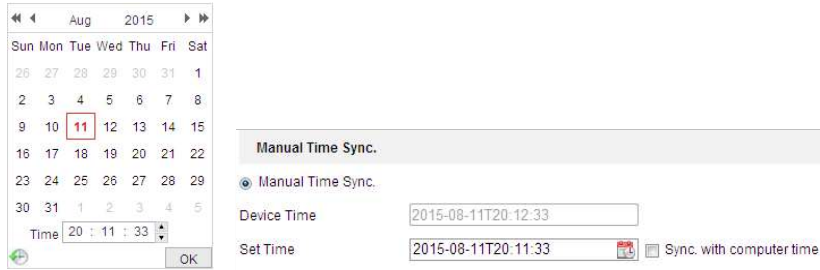 Aug 2015
Sun Mon Tue Wed Thu Fri Sat
26 27 28 29 30 31 1
2 3 4 5 6 7 8
9 10 11 12 13 14 15
16 17 18 19 20 21 22
23 24 25 26 27 28 29
30 31 1 2 3 4 5
Time 20 : 11 : 33
OK
Manual Time Sync.
Manual Time Sync.
Device Time 2015-08-11T20:12:33
Set Time 2015-08-11T20:11:33 Sync. with computer time